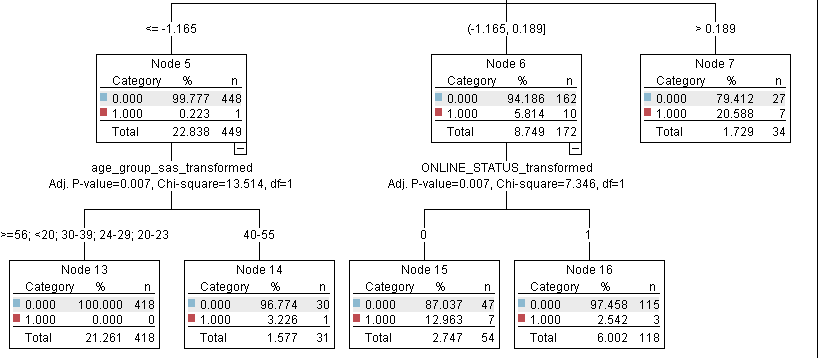 <= -1.165
(-1.165, 0.189]
> 0.189
Node 5
Category % n
0.000 99.777 448
1.000 0.223 1
Total 22.838 449
Node 6
Category % n
0.000 94.186 162
1.000 5.814 10
Total 8.749 172
Node 7
Category % n
0.000 79.412 27
1.000 20.588 7
Total 1.729 34
age_group_sas_transformed
Adj. P-value=0.007, Chi-square=13.514, df=1
ONLINE_STATUS_transformed
Adj. P-value=0.007, Chi-square=7.346, df=1
>=56; <20; 30-39; 24-29; 20-23
40-55
0
1
Node 13
Category % n
0.000 100.000 418
1.000 0.000 0
Total 21.261 418
Node 14
Category % n
0.000 96.774 30
1.000 3.226 1
Total 1.577 31
Node 15
Category % n
0.000 87.037 47
1.000 12.963 7
Total 2.747 54
Node 16
Category % n
0.000 97.458 115
1.000 2.542 3
Total 6.002 118